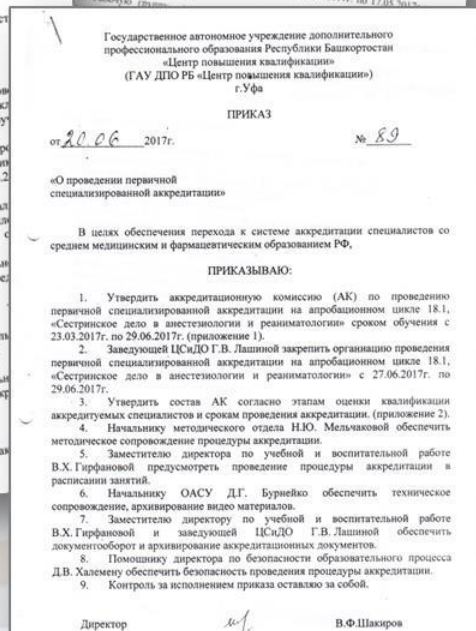 по 17.03.2017
Государственное автономное учреждение дополнительного
профессионального образования Республики Башкортостан
«Центр повышения квалификации»
(ГАУ ДПО РБ «Центр повышения квалификации»)
г.Уфа
ПРИКАЗ
от 20.06 2017г. № 89
«О проведении первичной
специализированной аккредитации»
В целях обеспечения перехода к системе аккредитации специалистов со
среднем медицинским и фармацевтическим образованием РФ,
ПРИКАЗЫВАЮ:
1. Утвердить аккредитационную комиссию (АК) по проведению
первичной специализированной аккредитации на апробационном цикле 18.1,
«Сестринское дело в анестезиологии и реаниматологии» сроком обучения с
23.03.2017г. по 29.06.2017г. (приложение 1).
2. Заведующей ЦСиДО Г.В. Лашиной закрепить организацию проведения
первичной специализированной аккредитации на апробационном цикле 18.1,
«Сестринское дело в анестезиологии и реаниматологии» с 27.06.2017г. по
29.06.2017г.
3. Утвердить состав АК согласно этапам оценки квалификации
аккредитуемых специалистов и срокам проведения аккредитации. (приложение 2).
4. Начальнику методического отдела Н.Ю. Мельчаковой обеспечить
методическое сопровождение процедуры аккредитации.
5. Заместителю директора по учебной и воспитательной работе
В.Х. Гирфановой предусмотреть проведение процедуры аккредитации в
расписании занятий.
6. Начальнику ОАСУ Д.Г. Бурнейко обеспечить техническое
сопровождение, архивирование видео материалов.
7. Заместителю директору по учебной и воспитательной работе
В.Х. Гирфановой и заведующей ЦСиДО Г.В. Лашиной обеспечить
документооборот и архивирование аккредитационных документов.
8. Помощнику директора по безопасности образовательного процесса
Д.В. Халемену обеспечить безопасность проведения процедуры аккредитации.
9. Контроль за исполнением приказа оставляю за собой.
Директор В.Ф.Шакиров